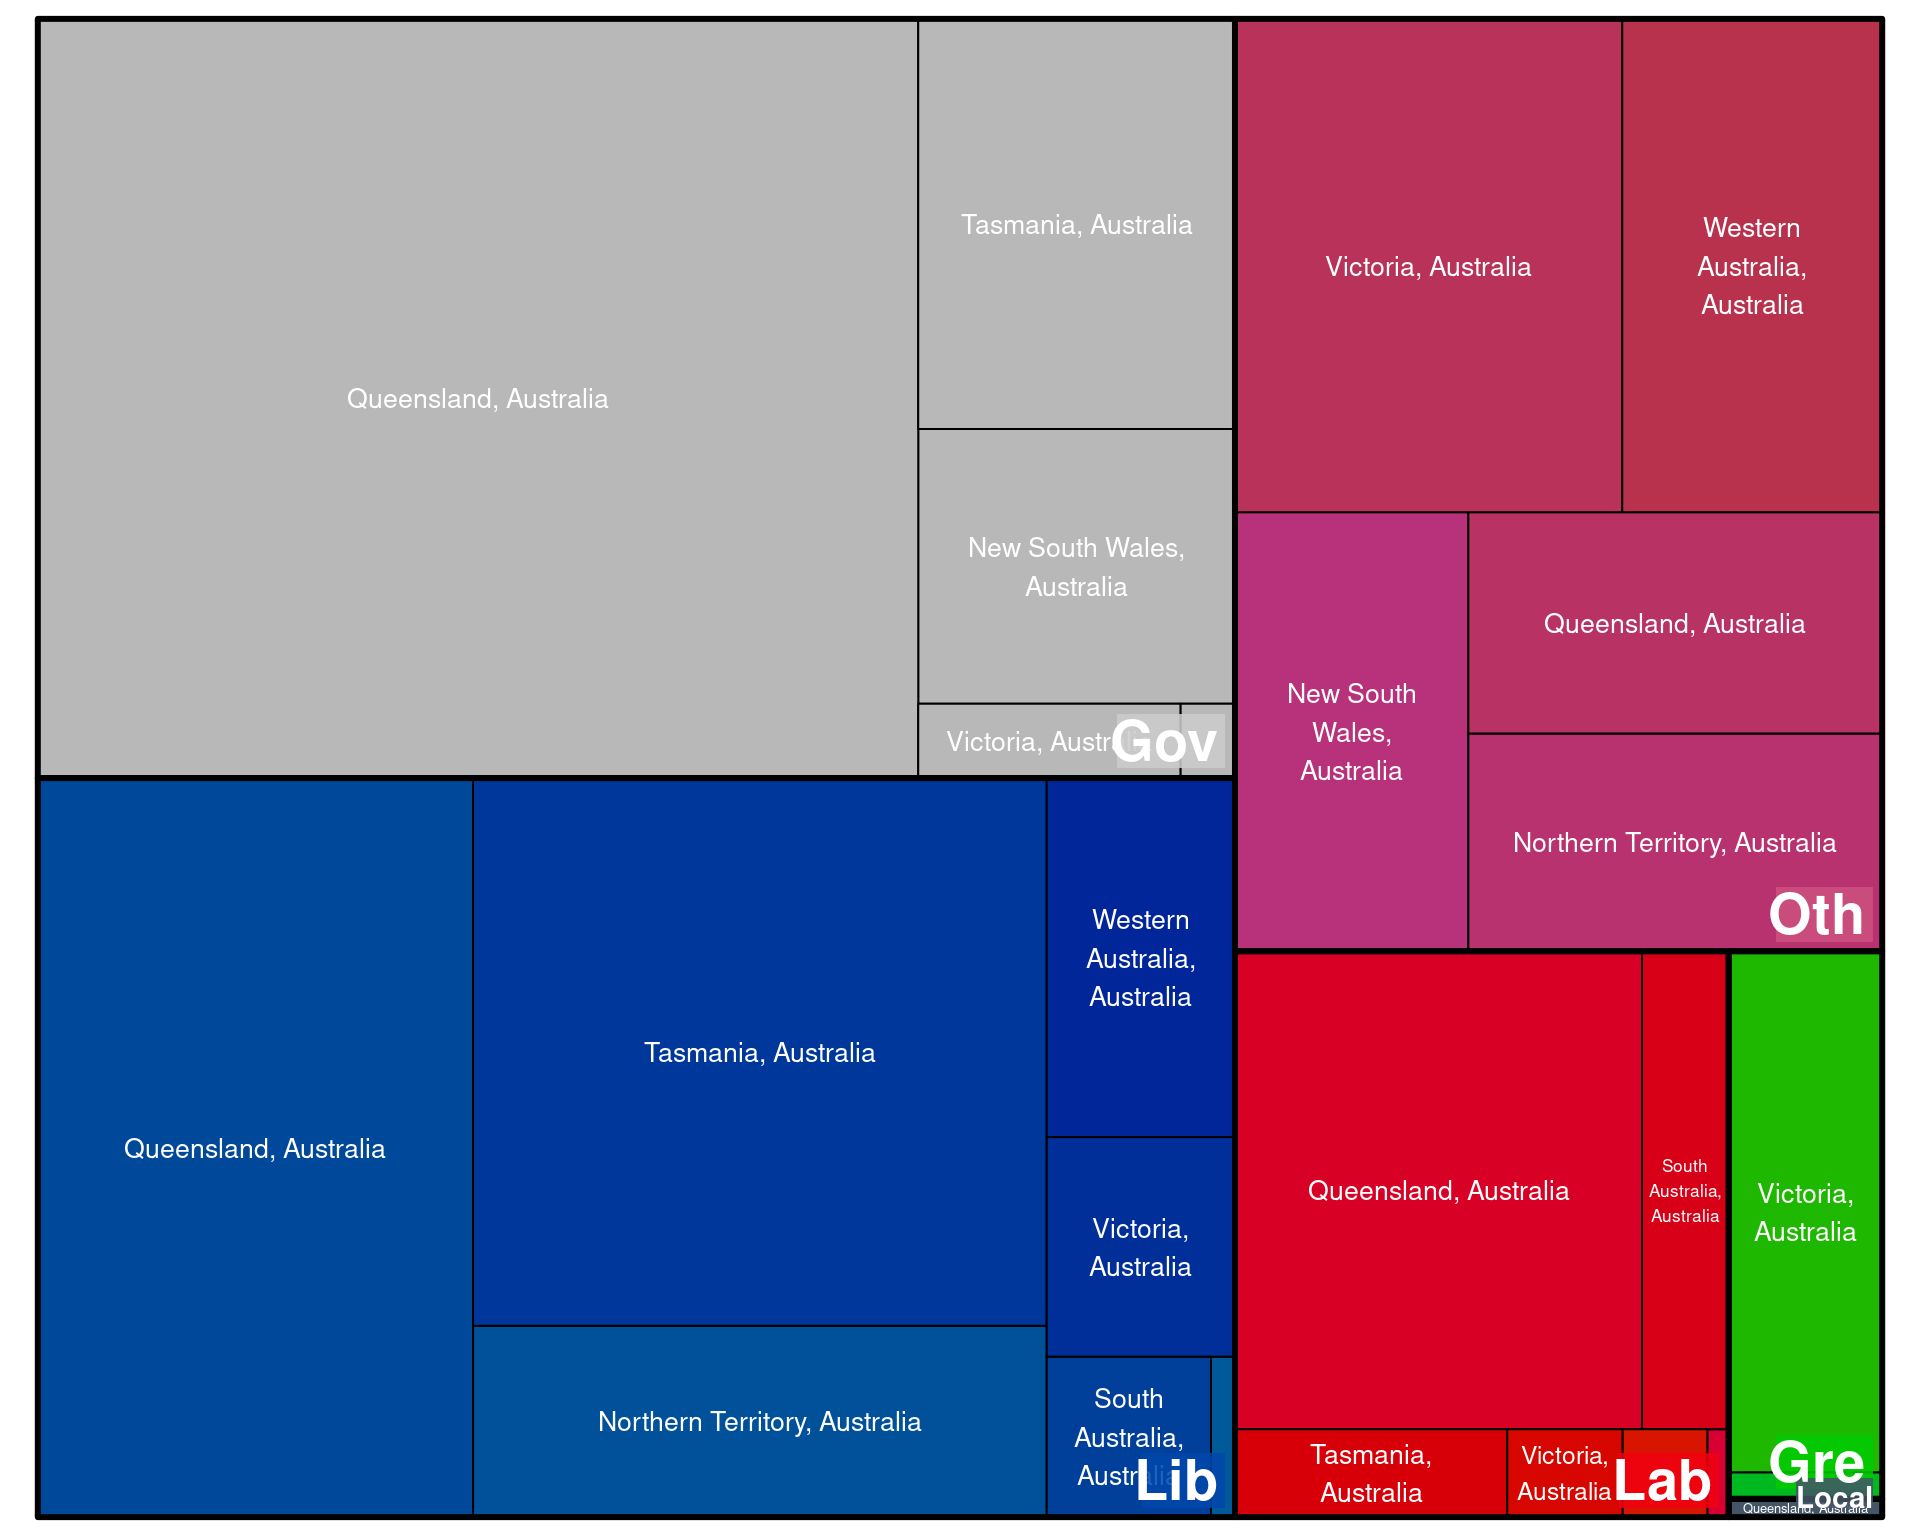 Queensland, Australia
Tasmania, Australia
New South Wales,
Australia
Victoria, Austr
Gov
Victoria, Australia
Western
Australia,
Australia
New South
Wales,
Australia
Queensland, Australia
Northern Territory, Australia
Oth
Queensland, Australia
Tasmania, Australia
Northern Territory, Australia
Western
Australia,
Australia
Victoria,
Australia
South
Australia,
Australia
Lib
Queensland, Australia
South
Australia,
Australia
Tasmania,
Australia
Victoria,
Australia
Lab
Victoria,
Australia
Gre
Local
Queensland, Australia